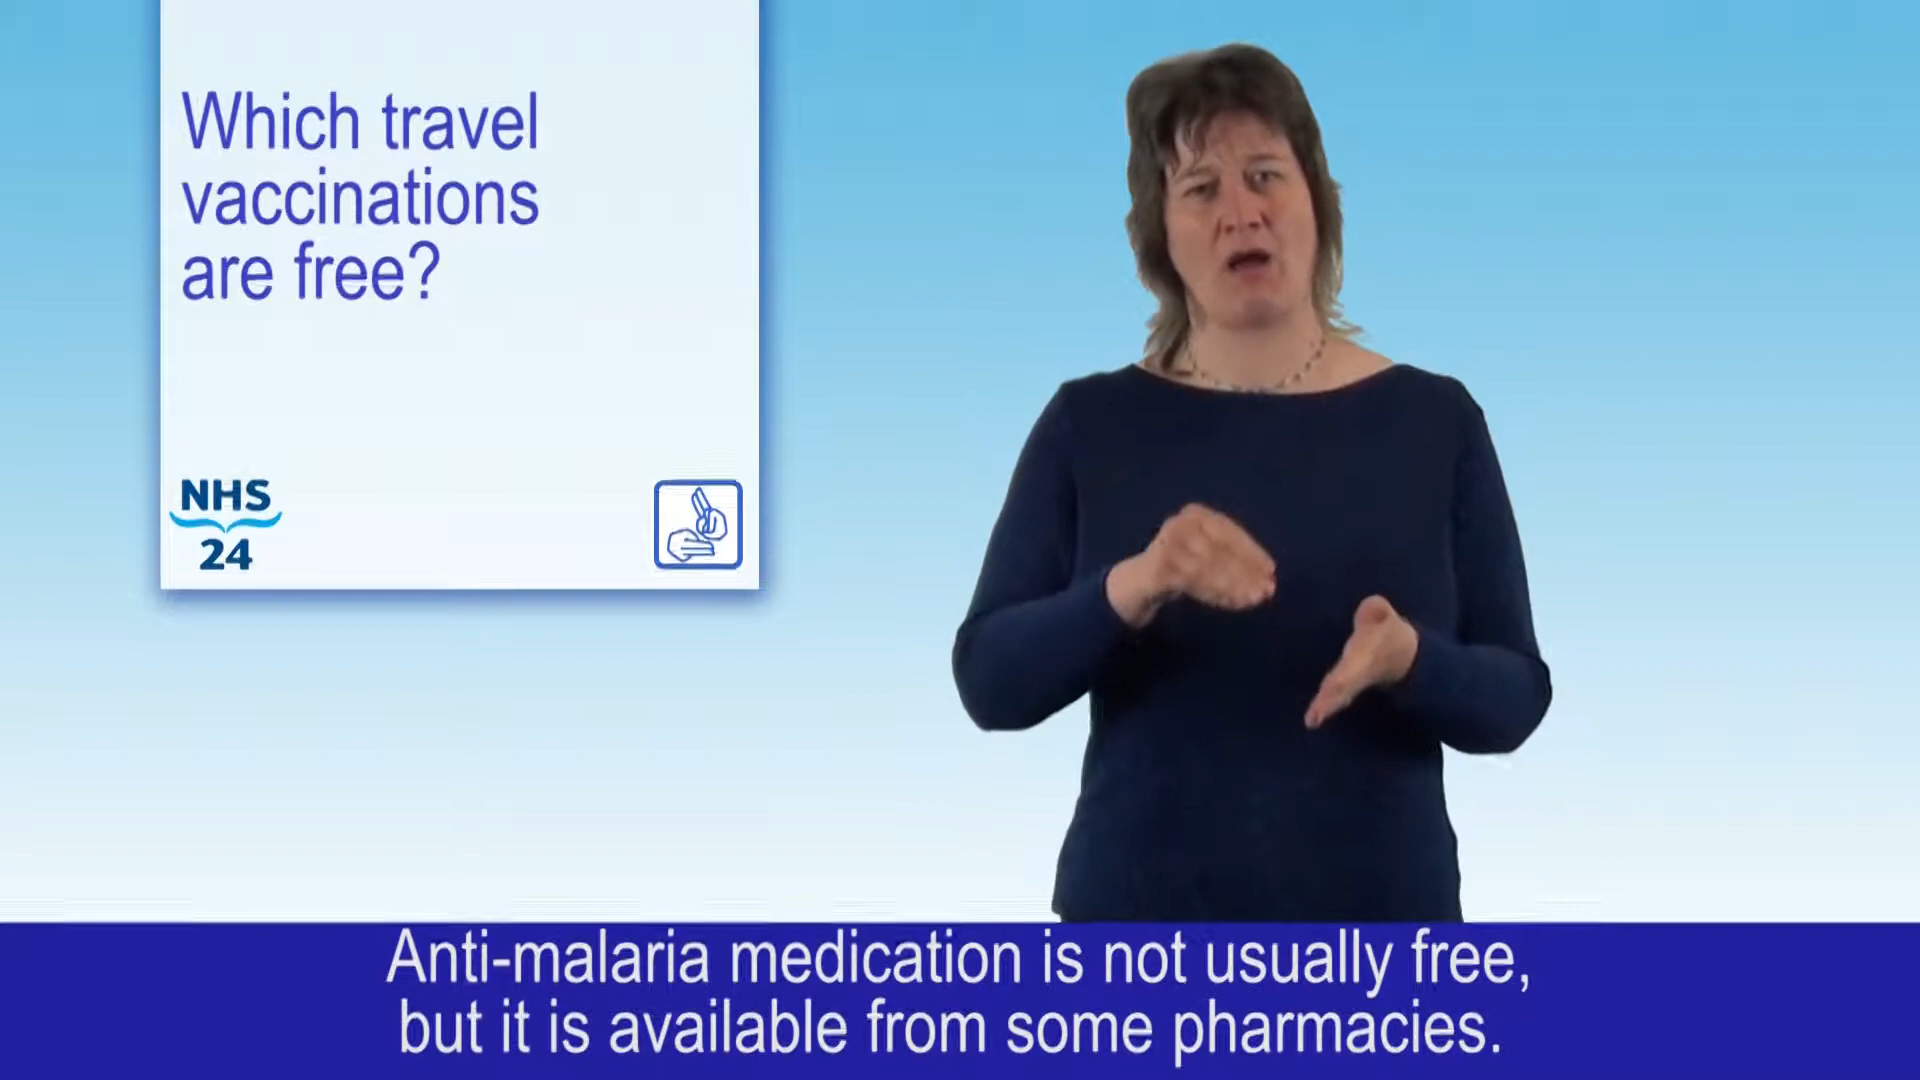 Which travel
vaccinations
are free?
NHS
24
Anti-malaria medication is not usually free,
but it is available from some pharmacies.